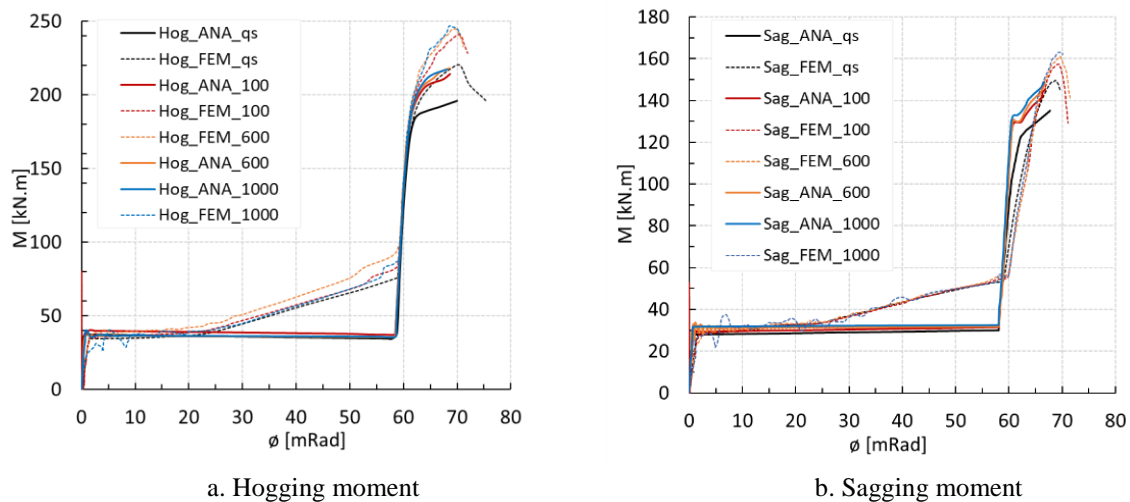 250
200
150
100
50
0
M [kN.m]
Hog_ANA_qs
Hog_FEM_qs
Hog_ANA_100
Hog_FEM_100
Hog_FEM_600
Hog_ANA_600
Hog_ANA_1000
Hog_FEM_1000
0 10 20 30 40 50 60 70 80
ø [mRad]
a. Hogging moment
180
160
140
120
100
80
60
40
20
0
M [kN.m]
Sag_ANA_qs
Sag_FEM_qs
Sag_ANA_100
Sag_FEM_100
Sag_FEM_600
Sag_ANA_600
Sag_ANA_1000
Sag_FEM_1000
0 10 20 30 40 50 60 70 80
ø [mRad]
b. Sagging moment